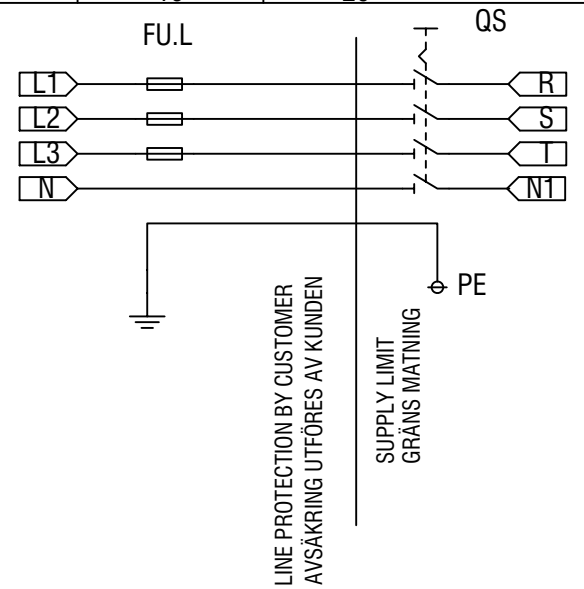 FU.L
QS
L1
R
L2
S
L3
T
N
N1
PE
LINE PROTECTION BY CUSTOMER
AVSÄKRING UTFÖRES AV KUNDEN
SUPPLY LIMIT
GRÄNS MATNING